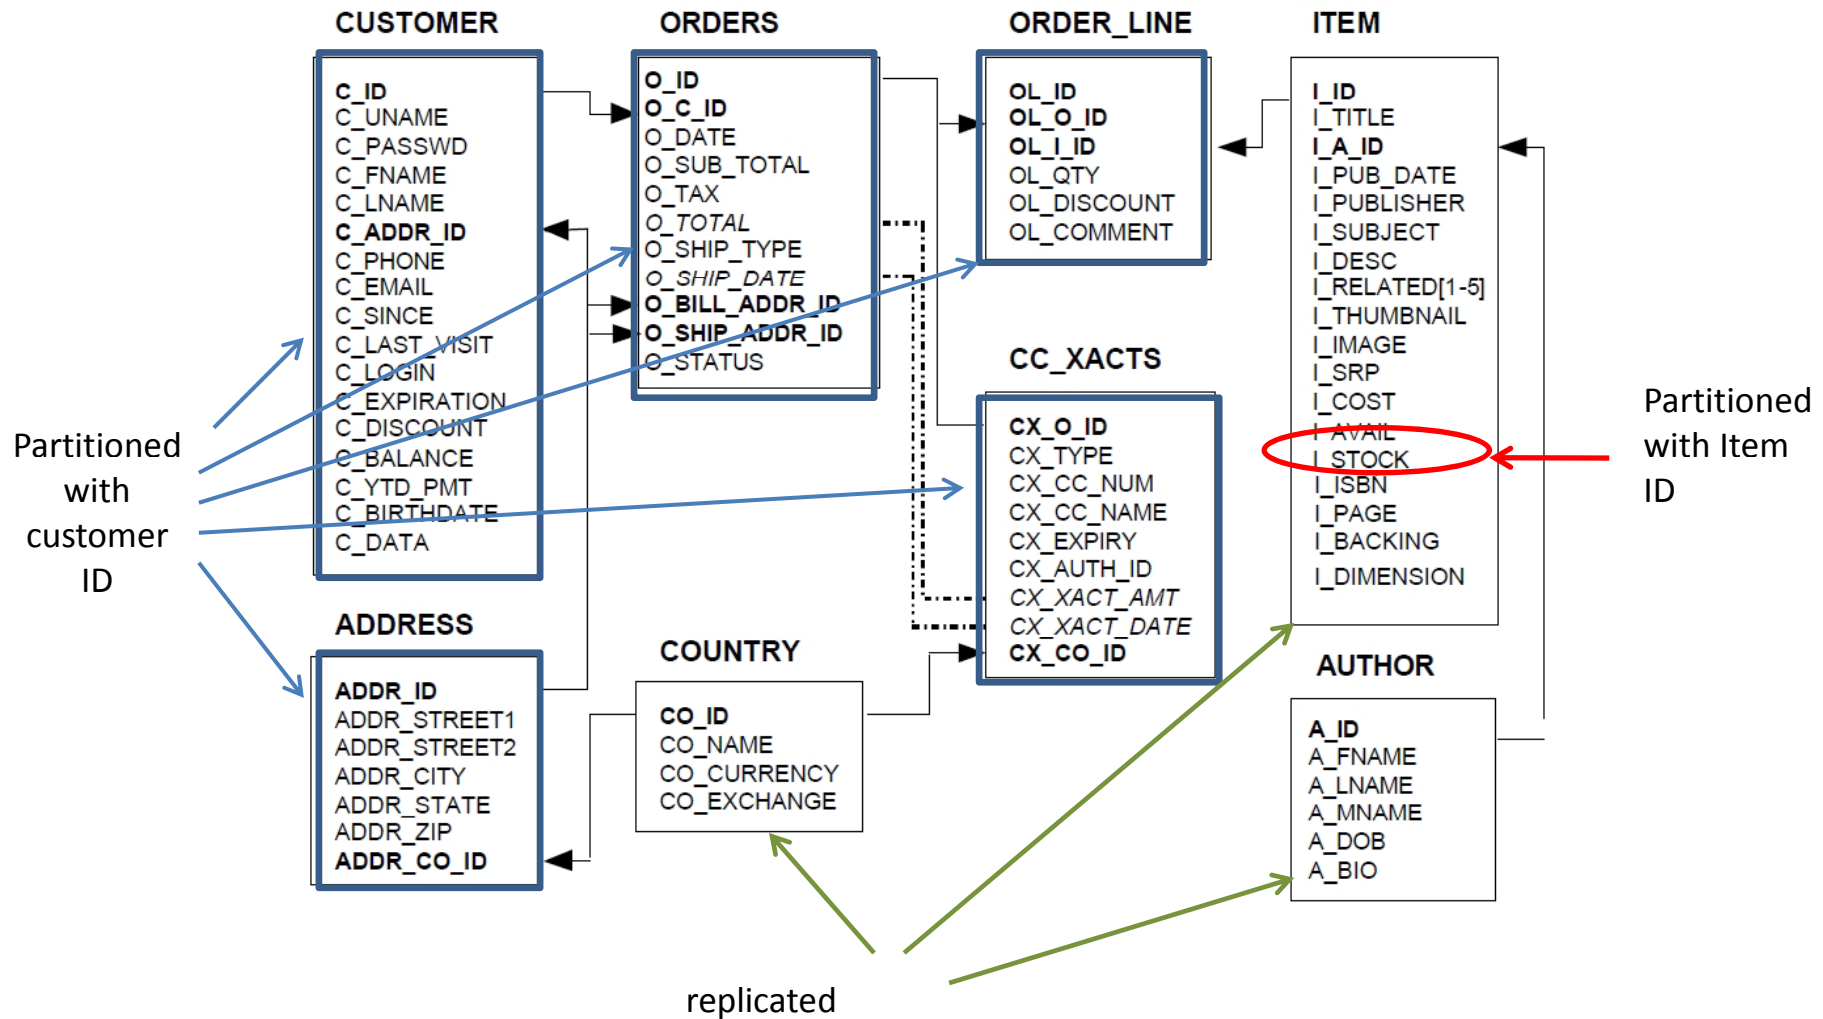 CUSTOMER
C_ID
C_UNAME
C_PASSWD
C_FNAME
C_LNAME
C_ADDR_ID
C_PHONE
C_EMAIL
C_SINCE
C_LAST_VISIT
C_LOGIN
C_EXPIRATION
C_DISCOUNT
C_BALANCE
C_YTD_PMT
C_BIRTHDATE
C_DATA
ORDERS
O_ID
O_C_ID
O_DATE
O_SUB_TOTAL
O_TAX
O_TOTAL
O_SHIP_TYPE
O_SHIP_DATE
O_BILL_ADDR_ID
O_SHIP_ADDR_ID
O_STATUS
ORDER_LINE
OL_ID
OL_O_ID
OL_I_ID
OL_QTY
OL_DISCOUNT
OL_COMMENT
ITEM
I_ID
I_TITLE
I_A_ID
I_PUB_DATE
I_PUBLISHER
I_SUBJECT
I_DESC
I_RELATED[1-5]
I_THUMBNAIL
I_IMAGE
I_SRP
I_COST
I_AVAIL
I_STOCK
I_ISBN
I_PAGE
I_BACKING
I_DIMENSION
CC_XACTS
CX_O_ID
CX_TYPE
CX_CC_NUM
CX_CC_NAME
CX_EXPIRY
CX_AUTH_ID
CX_XACT_AMT
CX_XACT_DATE
CX_CO_ID
Partitioned
with
customer
ID
Partitioned
with Item
ID
ADDRESS
ADDR_ID
ADDR_STREET1
ADDR_STREET2
ADDR_CITY
ADDR_STATE
ADDR_ZIP
ADDR_CO_ID
COUNTRY
CO_ID
CO_NAME
CO_CURRENCY
CO_EXCHANGE
AUTHOR
A_ID
A_FNAME
A_LNAME
A_MNAME
A_DOB
A_BIO
replicated